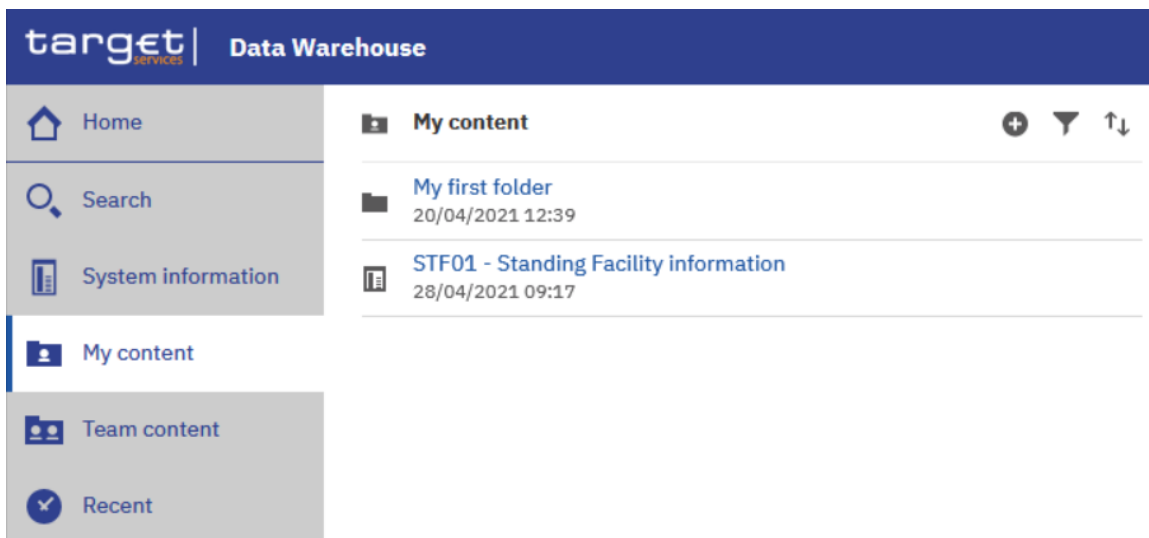 target services Data Warehouse
Home
Search
System information
My content
Team content
Recent
My content
My first folder
20/04/2021 12:39
STF01 - Standing Facility information
28/04/2021 09:17